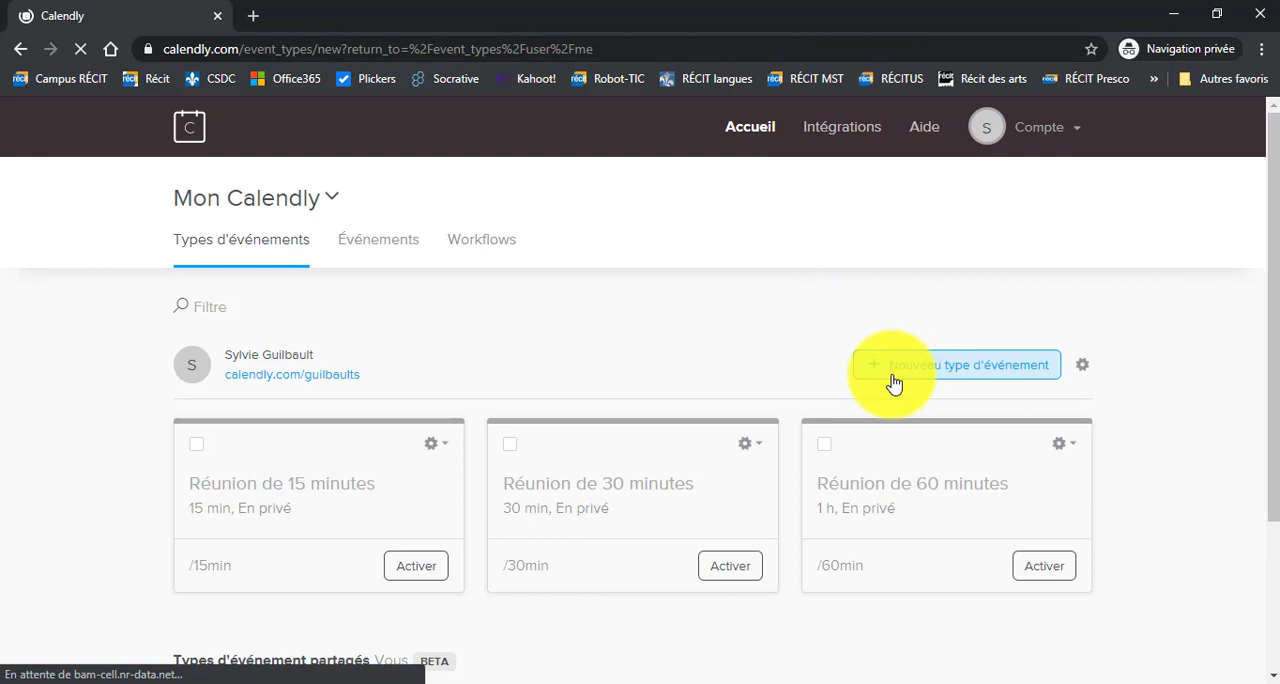 Calendly
calendly.com/event_types/new?return_to=%2Fevent_types%2Fuser%2Fme
Navigation privée
Campus RÉCIT
Récit
CSDC
Office365
Plickers
Socrative
Kahoot!
Robot-TIC
RÉCIT langues
RÉCIT MST
RÉCITUS
Récit des arts
RÉCIT Presco
»
Autres favoris
C
Accueil
Intégrations
Aide
S
Compte
Mon Calendly
Types d'événements
Événements
Workflows
Filtre
S
Sylvie Guilbault
calendly.com/guilbaults
+ Nouveau type d'événement
Réunion de 15 minutes
15 min, En privé
/15min
Activer
Réunion de 30 minutes
30 min, En privé
/30min
Activer
Réunion de 60 minutes
1 h, En privé
/60min
Activer
Types d'événement partagés Vous BETA
En attente de bam-cell.nr-data.net...